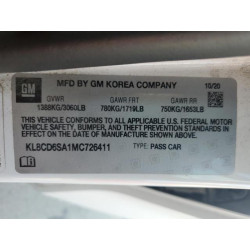 MFD BY GM KOREA COMPANY
GM
10/20
GVWR GAWR FRT GAWR RR
1388KG/3060LB 780KG/1719LB 750KG/1653LB
THIS VEHICLE CONFORMS TO ALL APPLICABLE U.S. FEDERAL MOTOR
VEHICLE SAFETY, BUMPER, AND THEFT PREVENTION STANDARDS
IN EFFECT ON THE DATE OF MANUFACTURE SHOWN ABOVE.
KL8CD6SA1MC726411 TYPE: PASS CAR